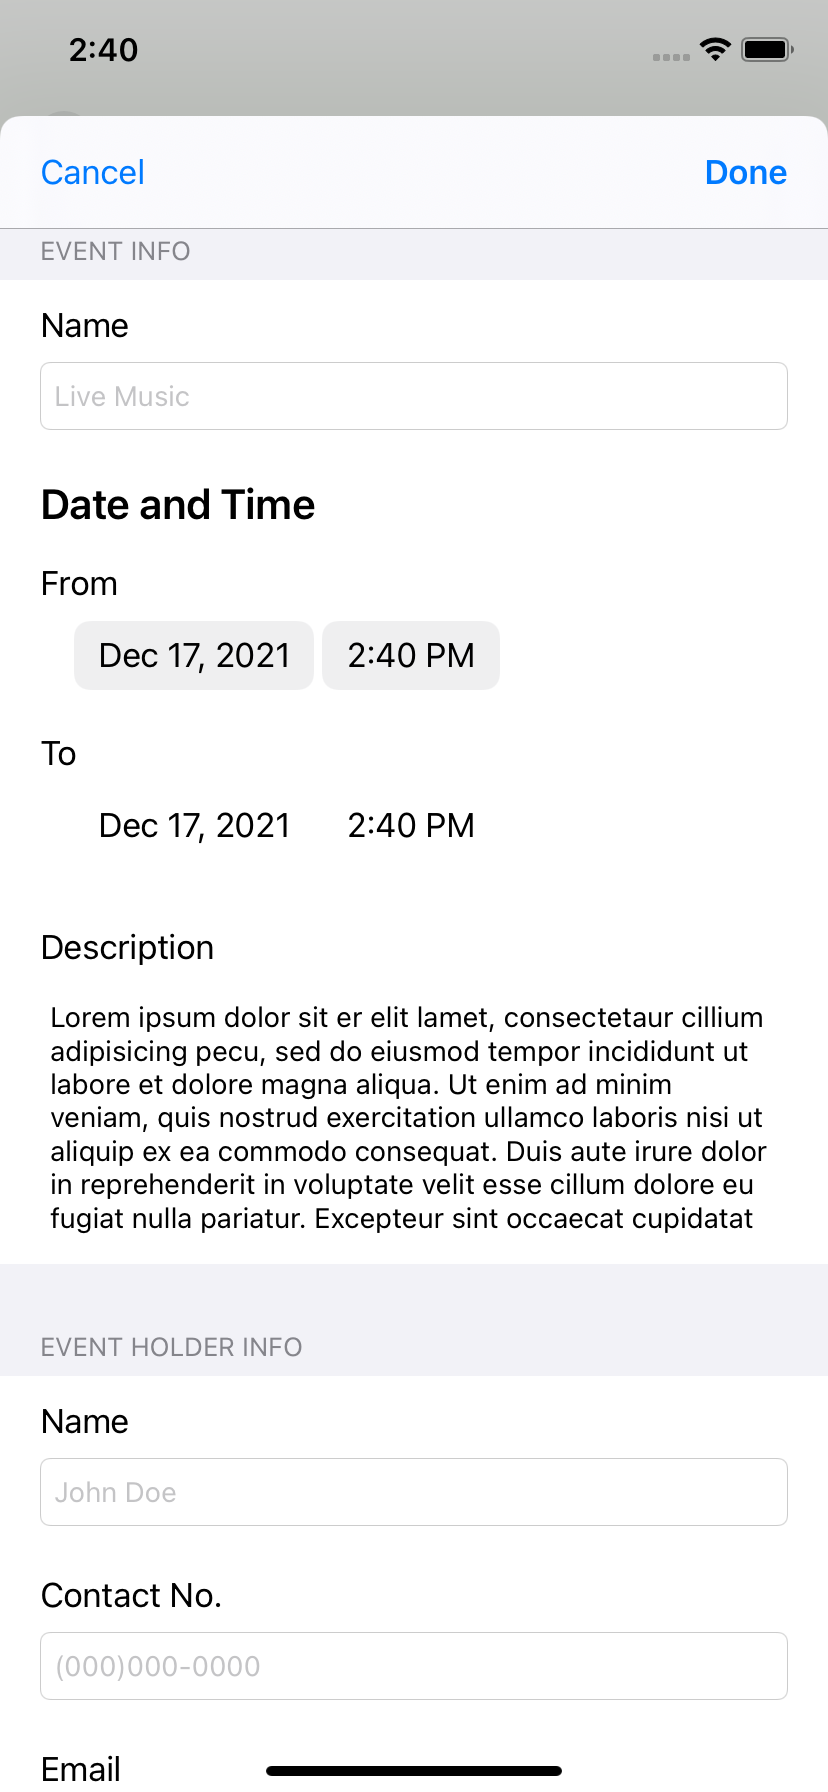 2:40
Cancel
Done
EVENT INFO
Name
Live Music
Date and Time
From
Dec 17, 2021
2:40 PM
To
Dec 17, 2021
2:40 PM
Description
Lorem ipsum dolor sit er elit lamet, consectetaur cillium
adipisicing pecu, sed do eiusmod tempor incididunt ut
labore et dolore magna aliqua. Ut enim ad minim
veniam, quis nostrud exercitation ullamco laboris nisi ut
aliquip ex ea commodo consequat. Duis aute irure dolor
in reprehenderit in voluptate velit esse cillum dolore eu
fugiat nulla pariatur. Excepteur sint occaecat cupidatat
EVENT HOLDER INFO
Name
John Doe
Contact No.
(000)000-0000
Email